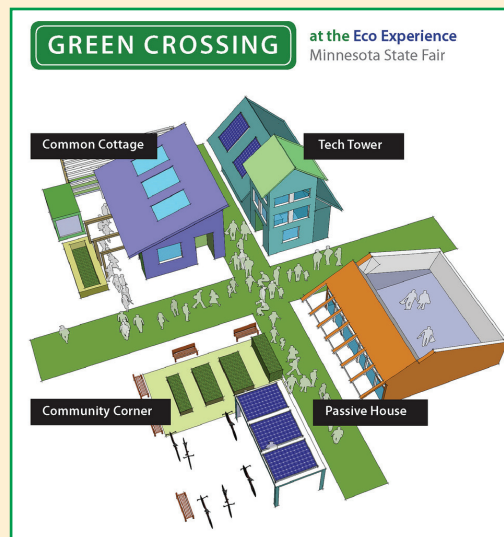 GREEN CROSSING
at the Eco Experience
Minnesota State Fair
Common Cottage
Tech Tower
Community Corner
Passive House